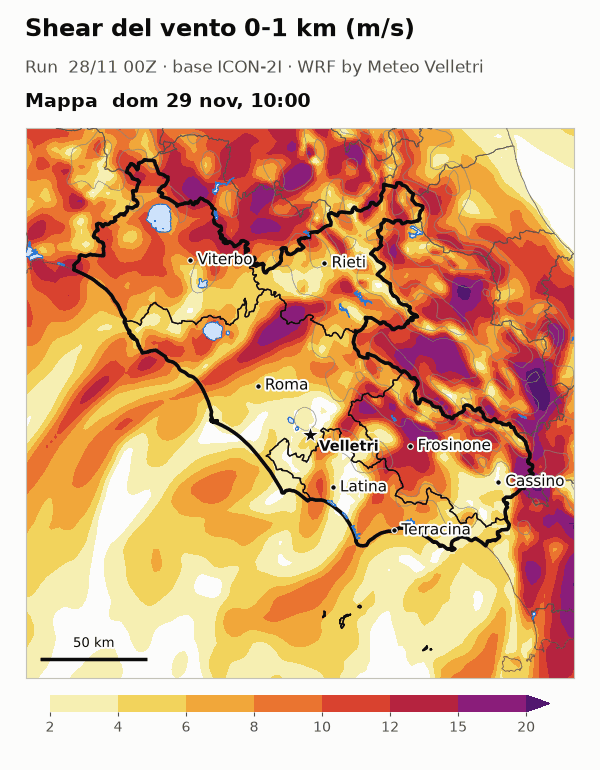 Shear del vento 0-1 km (m/s)
Run  28/11 00Z · base ICON-2I · WRF by Meteo Velletri
Mappa  dom 29 nov, 10:00
Viterbo
Rieti
Roma
Velletri
Frosinone
Latina
Cassino
Terracina
50 km
2 4 6 8 10 12 15 20